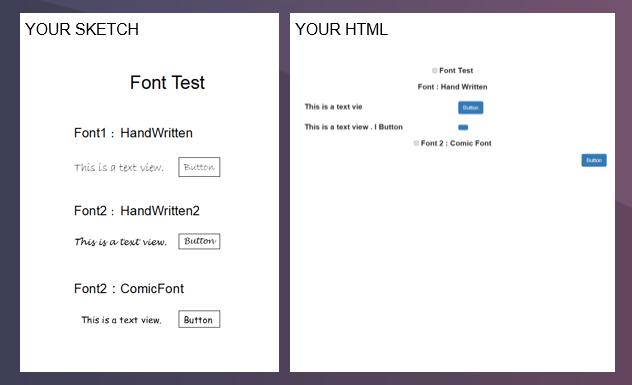 YOUR SKETCH
Font Test
Font1 : HandWritten
This is a text view. Button
Font2 : HandWritten2
This is a text view. Button
Font2 : ComicFont
This is a text view. Button
YOUR HTML
Font Test
Font : Hand Written
This is a text vie Button
This is a text view . I Button
Font 2 : Comic Font
Button